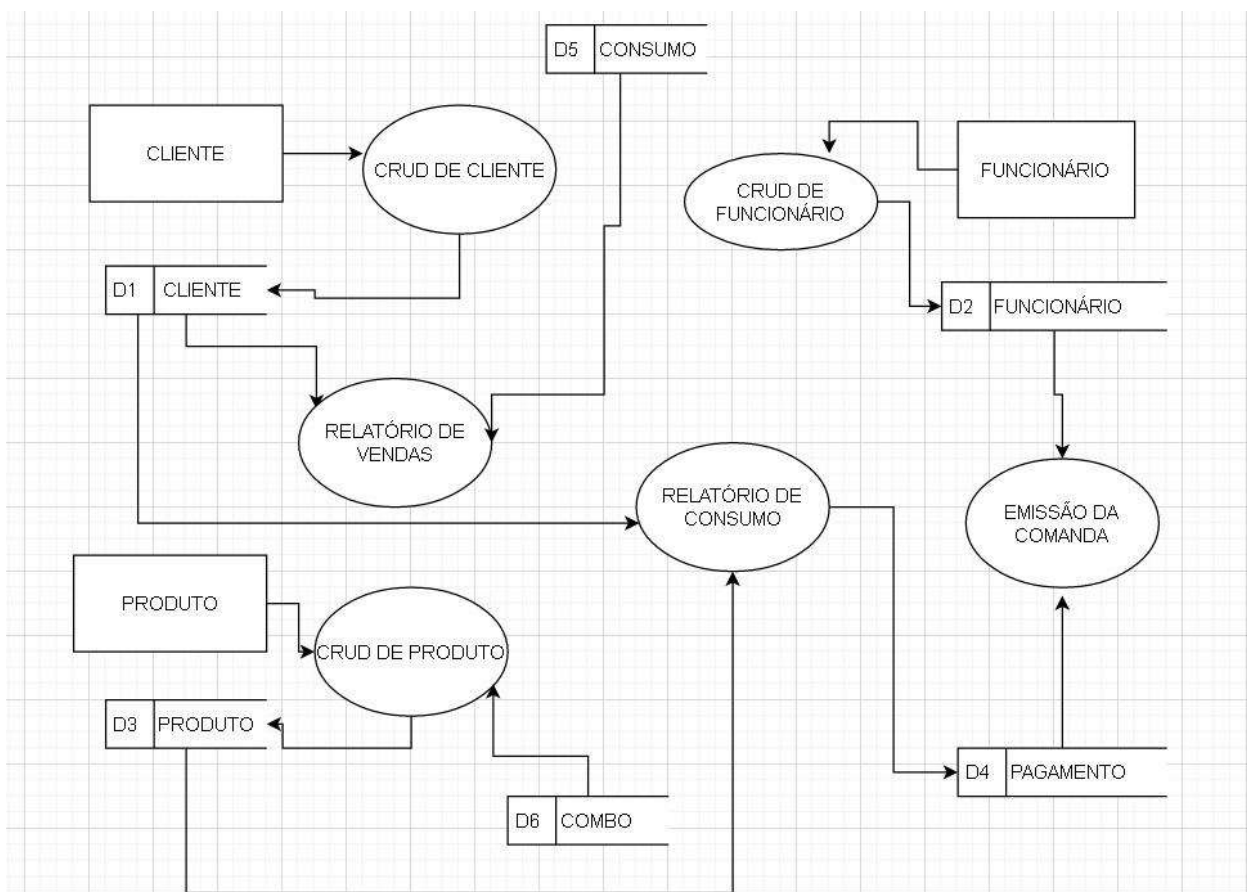 D5 CONSUMO
CLIENTE
CRUD DE CLIENTE
CRUD DE
FUNCIONÁRIO
FUNCIONÁRIO
D1 CLIENTE
D2 FUNCIONÁRIO
RELATÓRIO DE
VENDAS
RELATÓRIO DE
CONSUMO
EMISSÃO DA
COMANDA
PRODUTO
CRUD DE PRODUTO
D3 PRODUTO
D4 PAGAMENTO
D6 COMBO